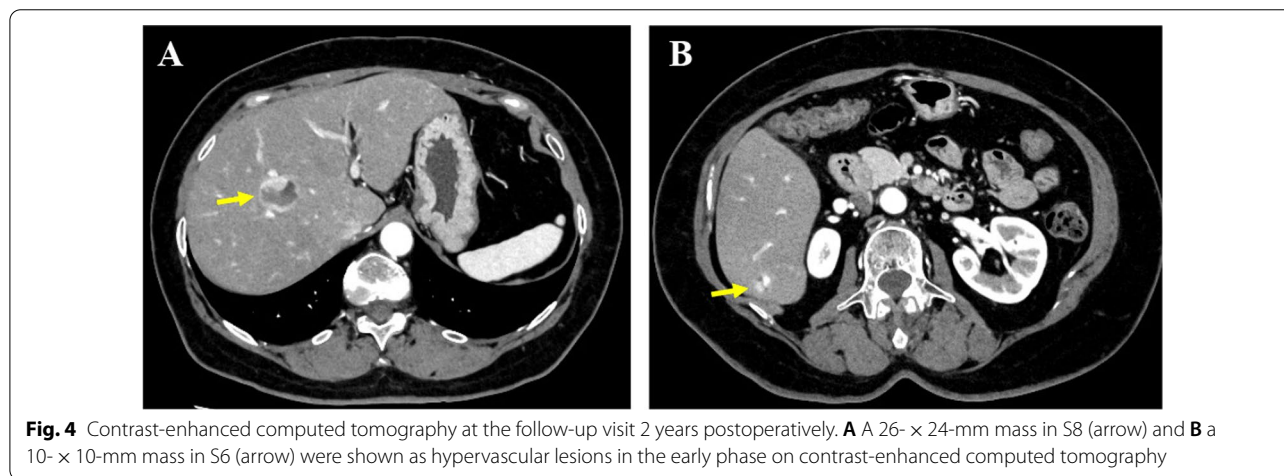 A
B
Fig. 4 Contrast-enhanced computed tomography at the follow-up visit 2 years postoperatively. A A 26- × 24-mm mass in S8 (arrow) and B a
10- × 10-mm mass in S6 (arrow) were shown as hypervascular lesions in the early phase on contrast-enhanced computed tomography